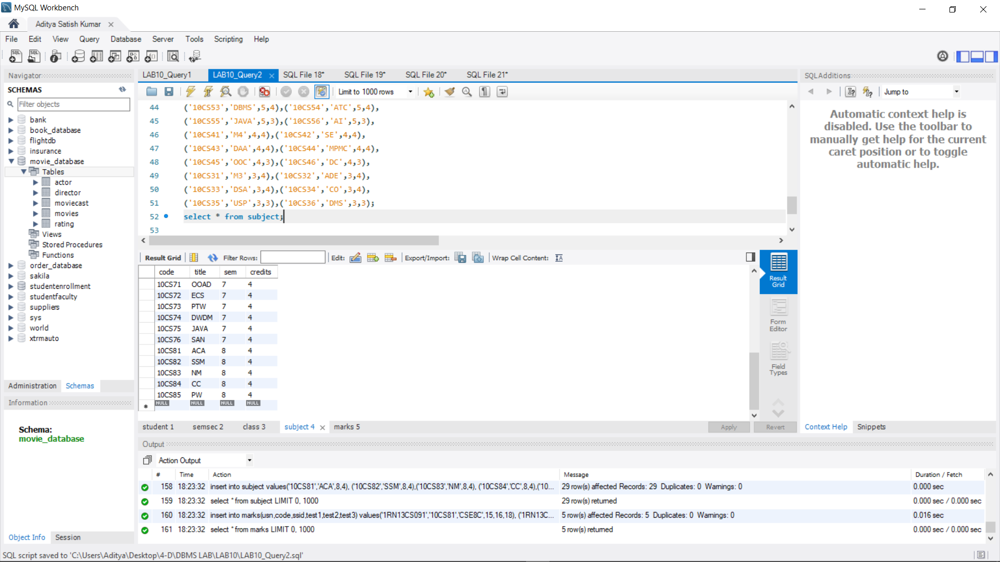 MySQL Workbench
Aditya Satish Kumar
File Edit View Query Database Server Tools Scripting Help
Navigator
SCHEMAS
Filter objects
bank
book_database
flightdb
insurance
movie_database
Tables
actor
director
moviecast
movies
rating
Views
Stored Procedures
Functions
order_database
sakila
studentenrollment
studentfaculty
suppliers
sys
world
xtrmauto
Administration Schemas
Information
Schema:
movie_database
Object Info Session
LAB10_Query1 LAB10_Query2 SQL File 18* SQL File 19* SQL File 20* SQL File 21*
Limit to 1000 rows
44 ('10CS53','DBMS',5,4),('10CS54','ATC',5,4),
45 ('10CS55','JAVA',5,3),('10CS56','AI',5,3),
46 ('10CS41','M4',4,4),('10CS42','SE',4,4),
47 ('10CS43','DAA',4,4),('10CS44','MPMC',4,4),
48 ('10CS45','OOC',4,3),('10CS46','DC',4,3),
49 ('10CS31','M3',3,4),('10CS32','ADE',3,4),
50 ('10CS33','DSA',3,4),('10CS34','CO',3,4),
51 ('10CS35','USP',3,3),('10CS36','DMS',3,3);
52 select * from subject;
53
Result Grid Filter Rows: Edit: Export/Import: Wrap Cell Content:
code title sem credits
10CS71 OOAD 7 4
10CS72 ECS 7 4
10CS73 PTW 7 4
10CS74 DWDM 7 4
10CS75 JAVA 7 4
10CS76 SAN 7 4
10CS81 ACA 8 4
10CS82 SSM 8 4
10CS83 NM 8 4
10CS84 CC 8 4
10CS85 PW 8 4
NULL NULL NULL NULL
Result
Grid
Form
Editor
Field
Types
student 1 semsec 2 class 3 subject 4 marks 5 Apply Revert
SQLAdditions
Jump to
Automatic context help is
disabled. Use the toolbar to
manually get help for the current
caret position or to toggle
automatic help.
Context Help Snippets
Output
Action Output
# Time Action Message Duration / Fetch
158 18:23:32 insert into subject values('10CS81','ACA',8,4), ('10CS82','SSM',8,4),('10CS83','NM',8,4), ('10CS84','CC',8,4),('10... 29 row(s) affected Records: 29 Duplicates: 0 Warnings: 0 0.000 sec
159 18:23:32 select * from subject LIMIT 0, 1000 29 row(s) returned 0.000 sec / 0.000 sec
160 18:23:32 insert into marks(usn,code,ssid,test1,test2,test3) values('1RN13CS091','10CS81','CSE8C',15,16,18), ('1RN13C... 5 row(s) affected Records: 5 Duplicates: 0 Warnings: 0 0.016 sec
161 18:23:32 select * from marks LIMIT 0, 1000 5 row(s) returned 0.000 sec / 0.000 sec
SQL script saved to 'C:\Users\Aditya\Desktop\4-D\DBMS LAB\LAB10\LAB10_Query2.sql'